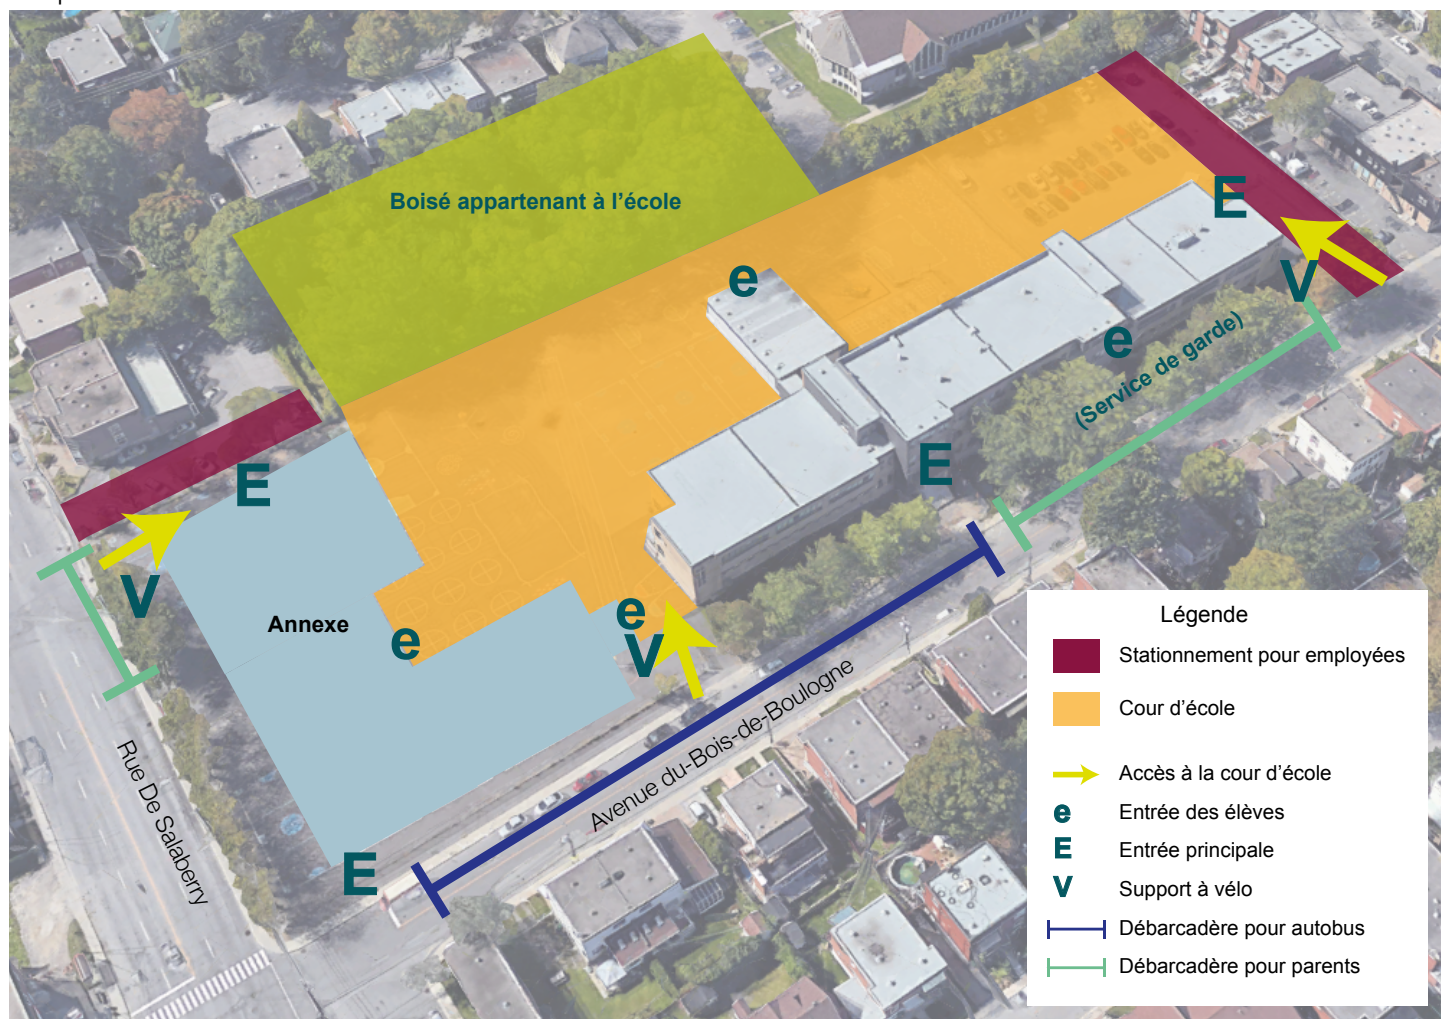 Boisé appartenant à l'école
E
e
V
e
(Service de garde)
E
E
V
Annexe
e
e
V
Rue De Salaberry
Avenue du-Bois-de-Boulogne
E
Légende
Stationnement pour employées
Cour d'école
Accès à la cour d'école
e Entrée des élèves
E Entrée principale
V Support à vélo
Débarcadère pour autobus
Débarcadère pour parents